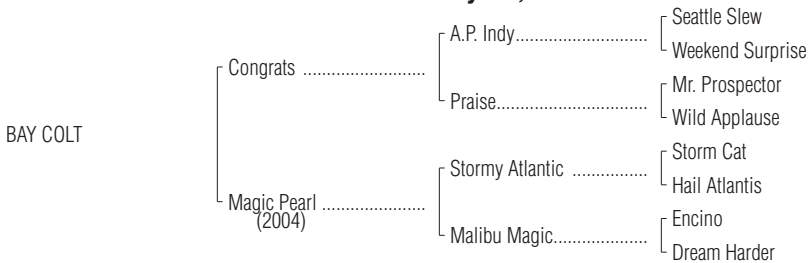 Seattle Slew
A.P. Indy
Weekend Surprise
Congrats
Mr. Prospector
Praise
Wild Applause
BAY COLT
Storm Cat
Stormy Atlantic
Hail Atlantis
Magic Pearl
(2004)
Encino
Malibu Magic
Dream Harder